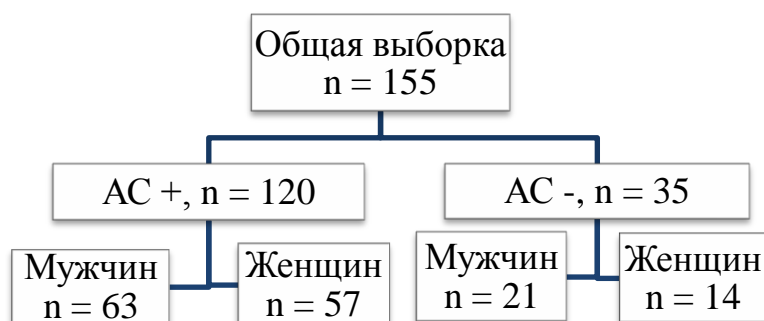 Общая выборка
n = 155
АС +, n = 120
АС -, n = 35
Мужчин
n = 63
Женщин
n = 57
Мужчин
n = 21
Женщин
n = 14